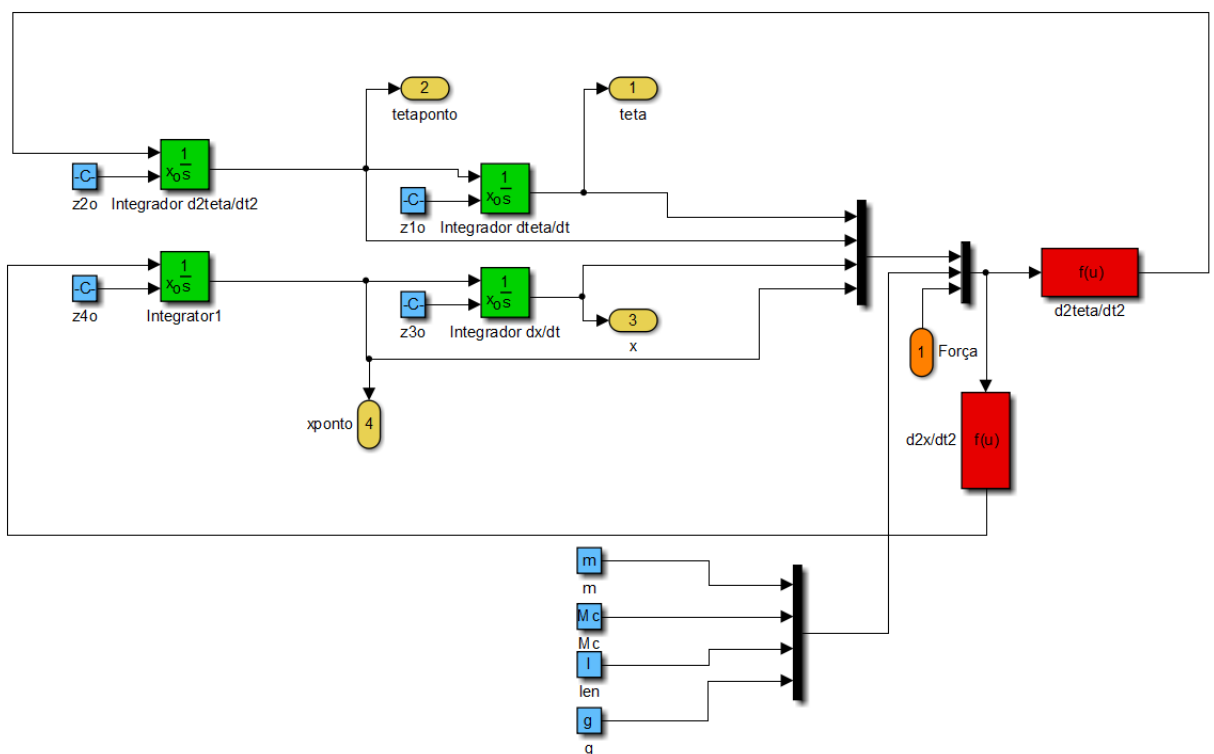 2
tetaponto
1
teta
-C-
z2o
1
xo s
Integrador d2teta/dt2
-C-
z1o
1
xo s
Integrador dteta/dt
-C-
z4o
1
xo s
Integrator1
-C-
z3o
1
xo s
Integrador dx/dt
3
x
f(u)
d2teta/dt2
1
Força
xponto
4
d2x/dt2
f(u)
m
m
Mc
Mc
l
len
g
g